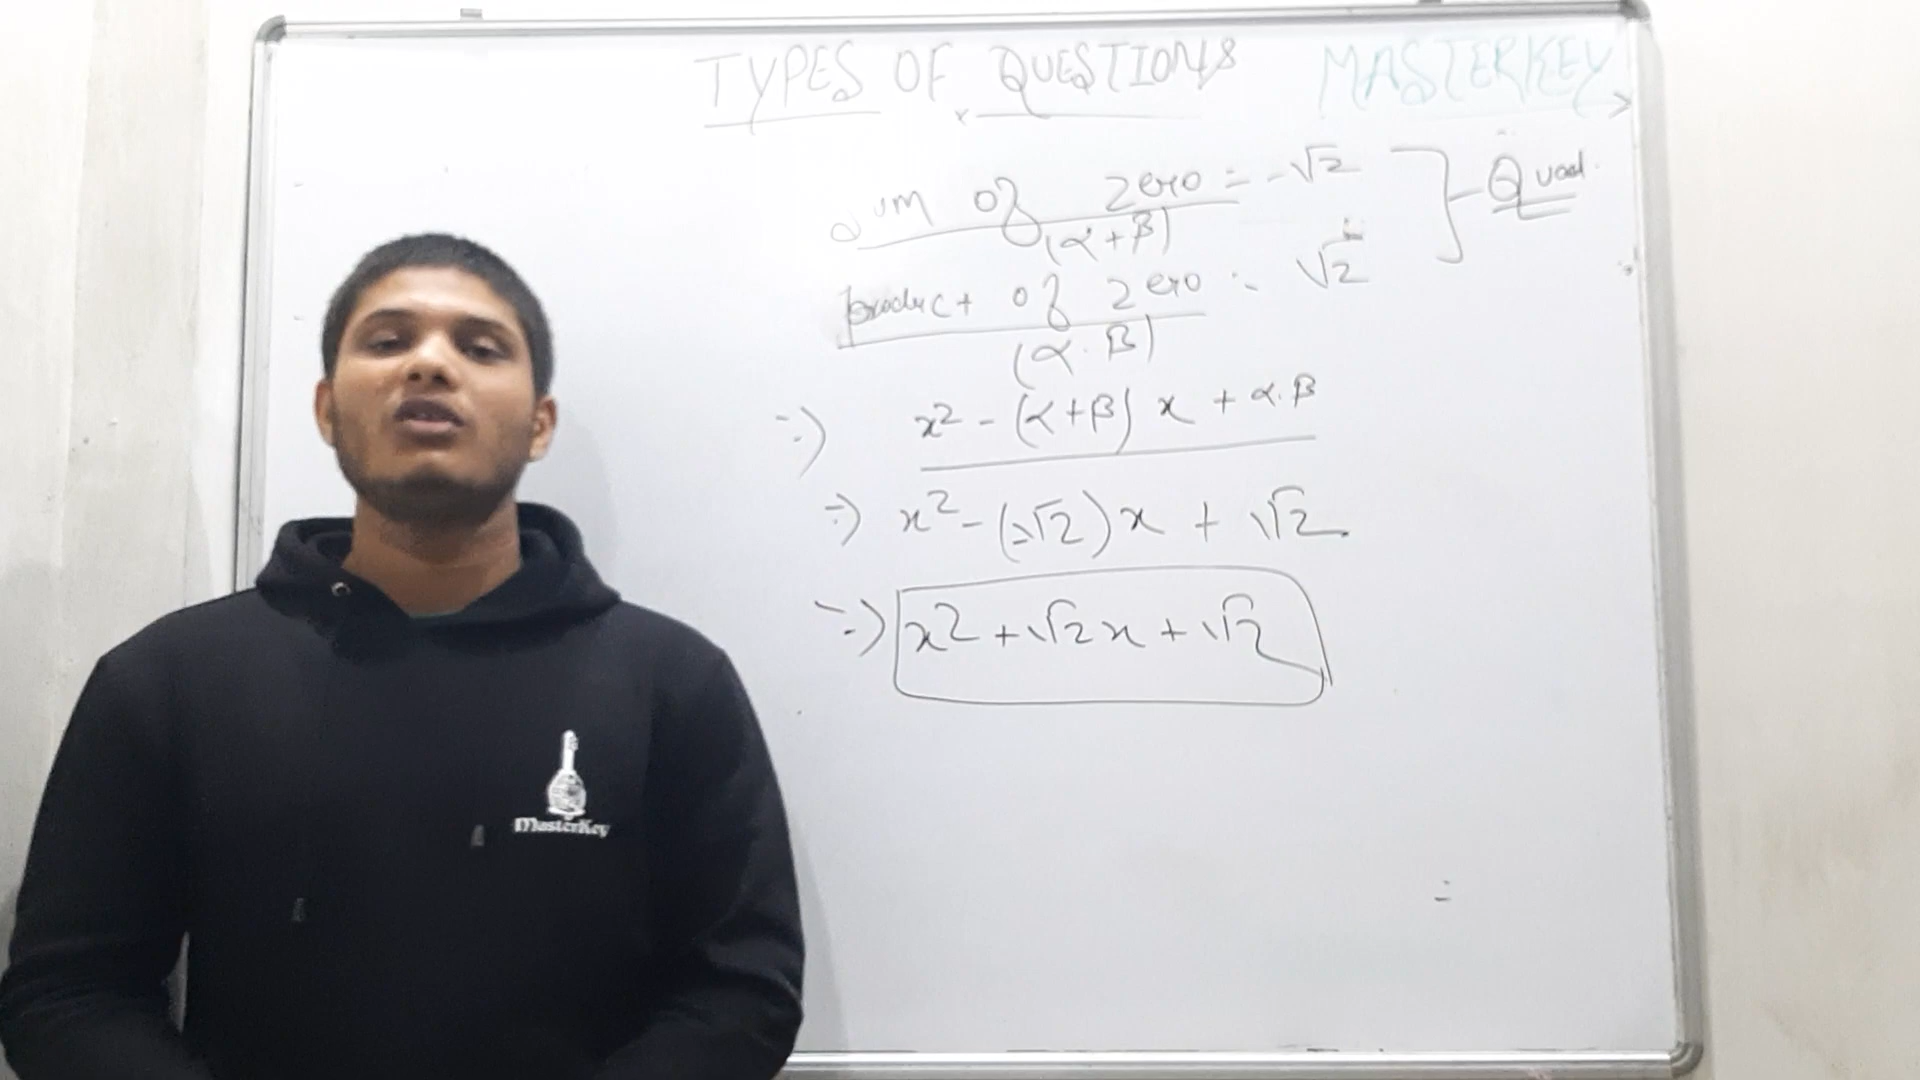 TYPES OF QUESTIONS MASTERKEY
sum of zero = -√2
(α+β)
Quad.
product of zero = √2
(α.β)
=> x² - (α+β) x + α.β
=> x² - (-√2)x + √2
=> x² + √2x + √2
MasterKey